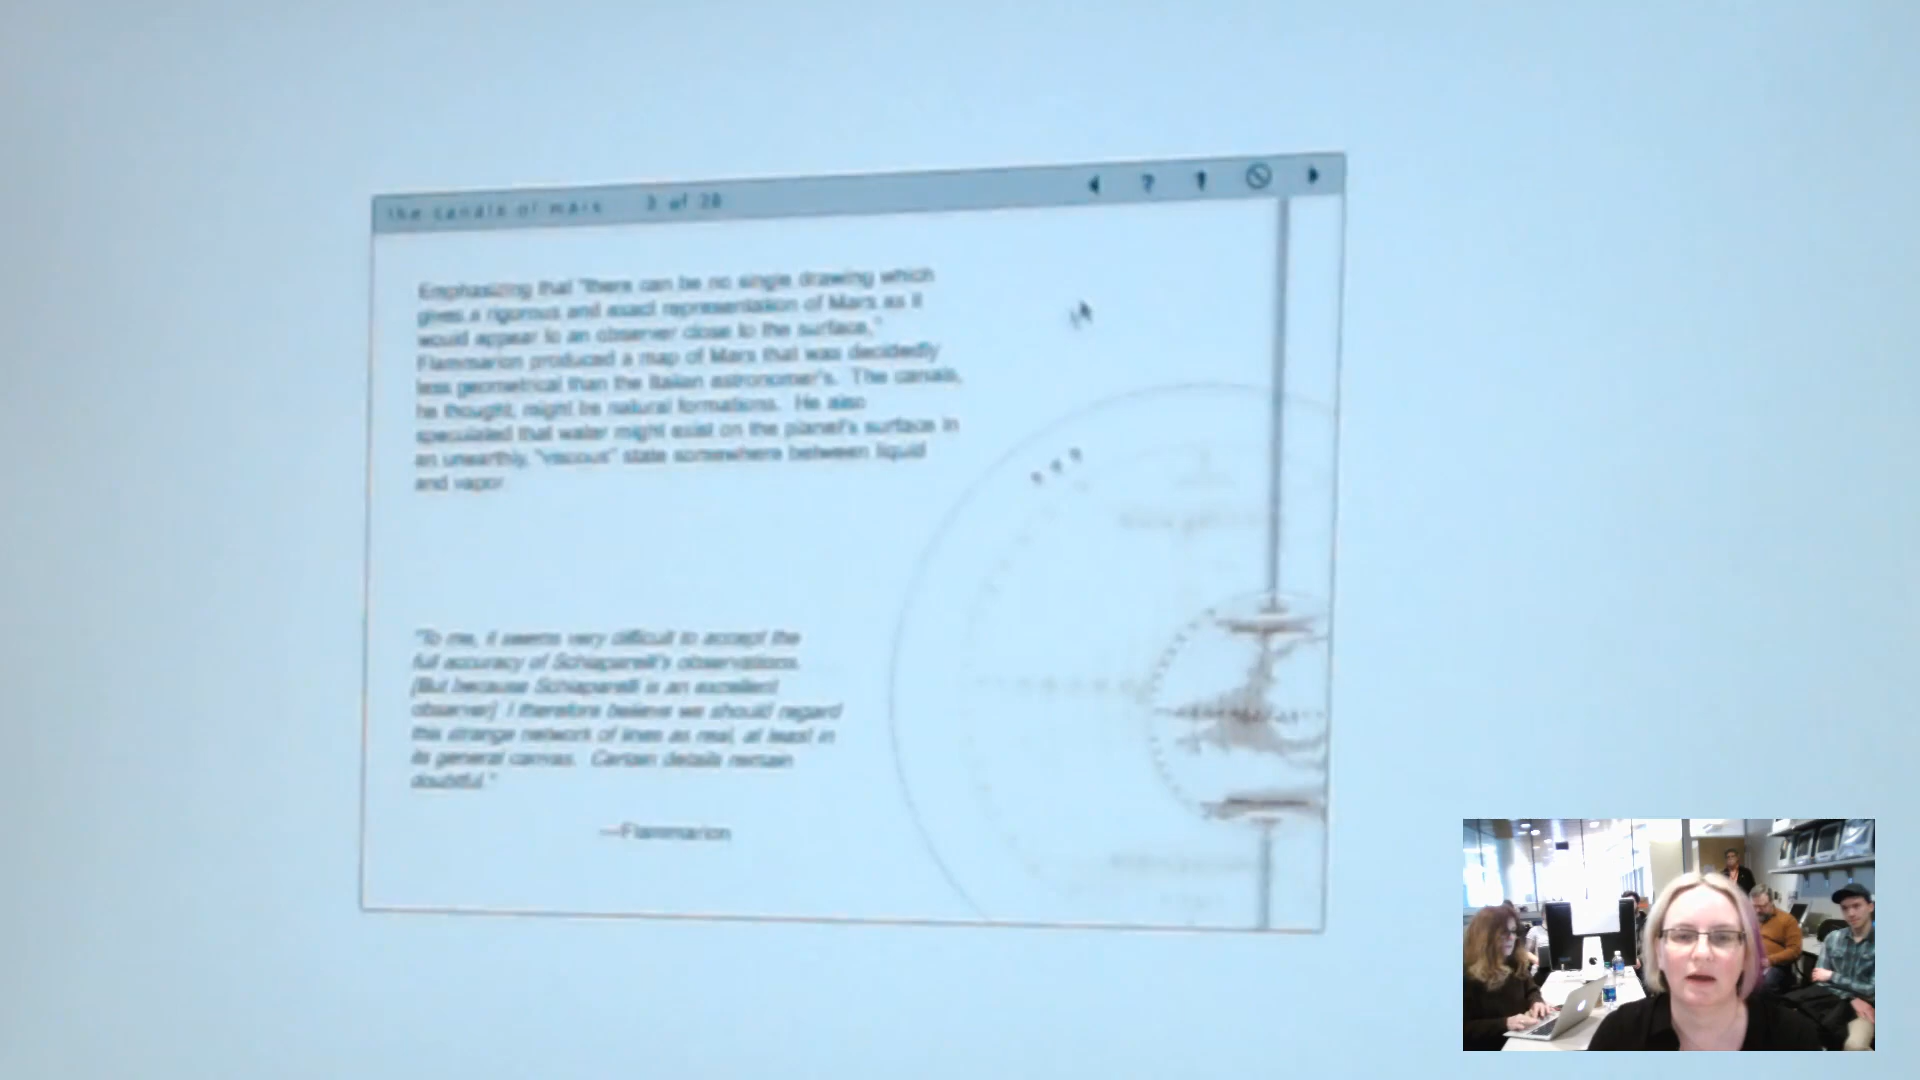 the canals of mars 3 of 28
Emphasizing that "there can be no single drawing which
gives a rigorous and exact representation of Mars as it
would appear to an observer close to the surface,"
Flammarion produced a map of Mars that was decidedly
less geometrical than the Italian astronomer's. The canals,
he thought, might be natural formations. He also
speculated that water might exist on the planet's surface in
an unearthly, "viscous" state somewhere between liquid
and vapor.
"To me, it seems very difficult to accept the
full accuracy of Schiaparelli's observations.
[But because Schiaparelli is an excellent
observer] I therefore believe we should regard
this strange network of lines as real, at least in
its general canvas. Certain details remain
doubtful."
—Flammarion